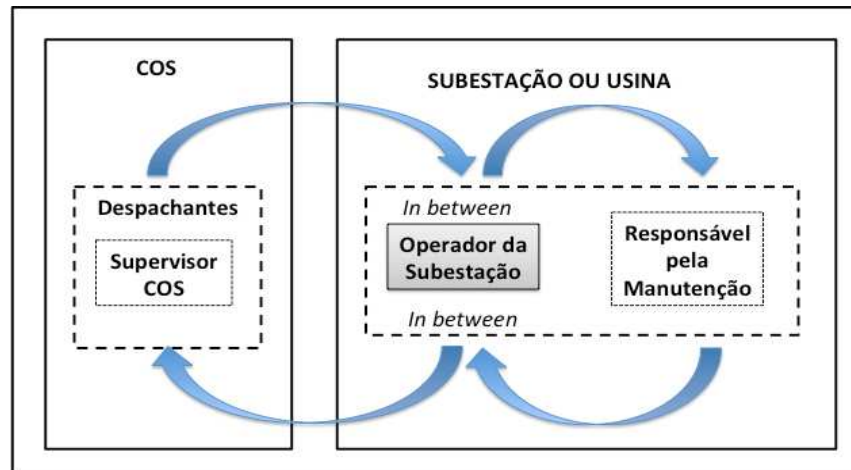 COS
SUBESTAÇÃO OU USINA
Despachantes
Supervisor
COS
In between
Operador da
Subestação
In between
Responsável
pela
Manutenção